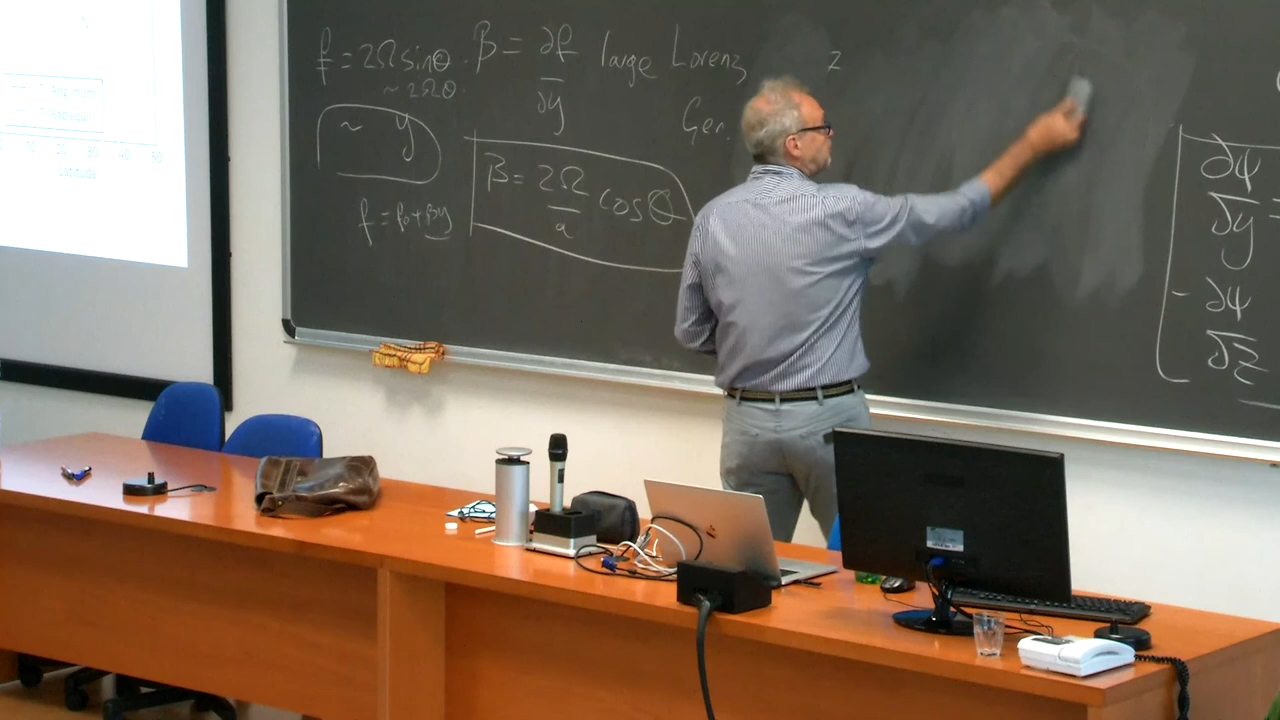 f = 2Ω sinθ
~ 2Ωθ
~ y
f = f₀ + βy
β = ∂f
∂y
β = 2Ω cosθ
a
large Lorenz
Gen.
z
∂ψ
∂y
- ∂ψ
∂z
10 20 30 40 50
Latitude